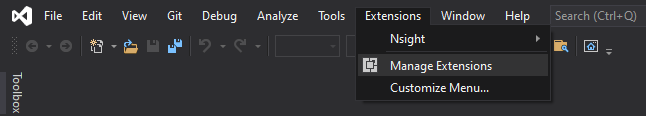 File Edit View Git Debug Analyze Tools Extensions Window Help Search (Ctrl+Q)
Nsight
Manage Extensions
Customize Menu...
Toolbox